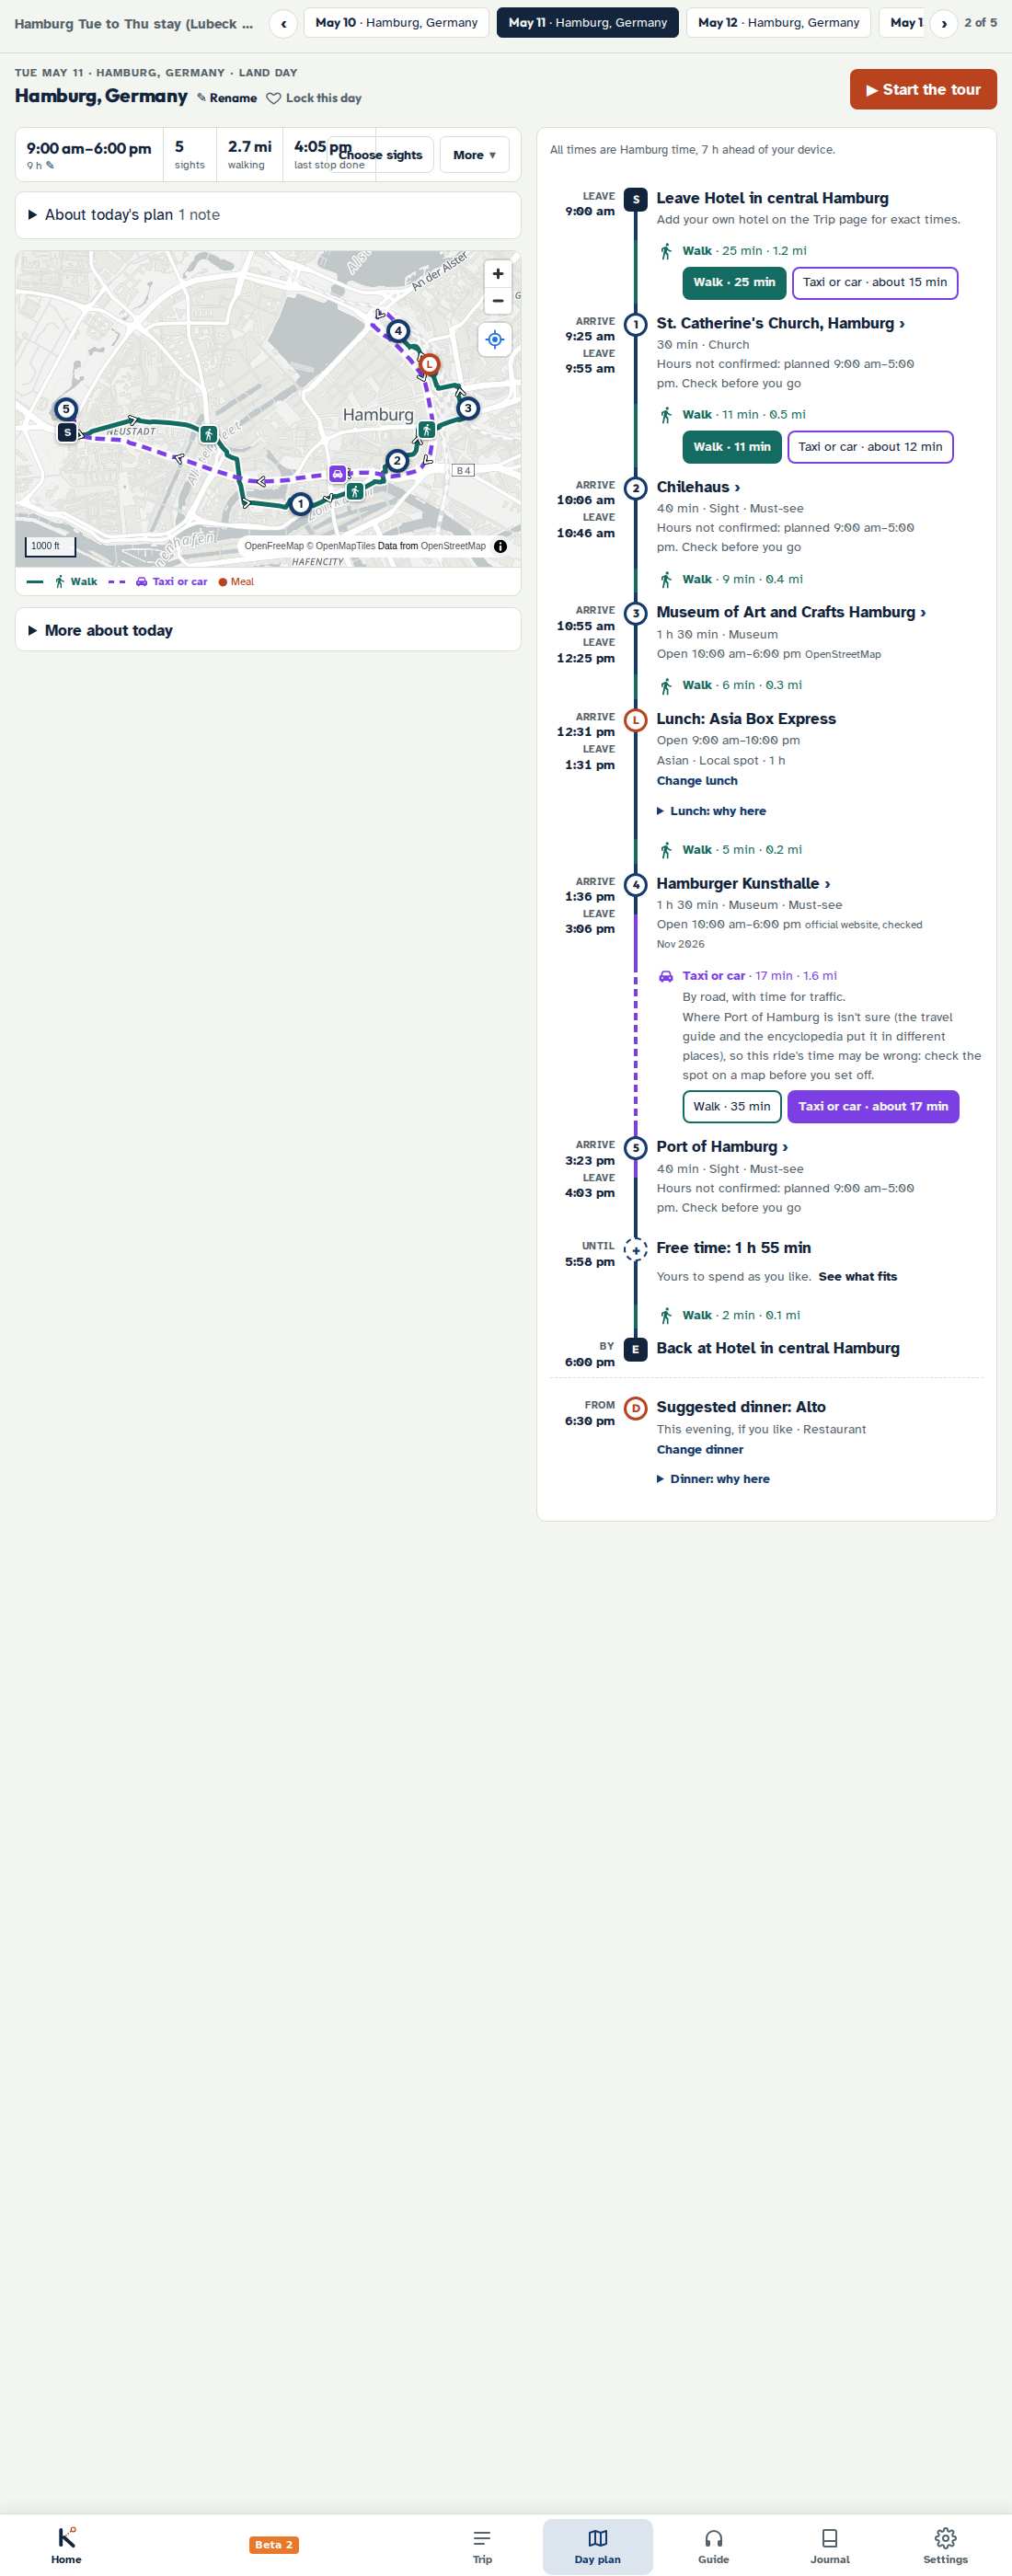 Hamburg Tue to Thu stay (Lubeck ...
May 10 · Hamburg, Germany
May 11 · Hamburg, Germany
May 12 · Hamburg, Germany
May 1
2 of 5
TUE MAY 11 · HAMBURG, GERMANY · LAND DAY
Hamburg, Germany
Rename
Lock this day
Start the tour
9:00 am–6:00 pm
9 h
5
sights
2.7 mi
walking
4:05 pm
last stop done
Choose sights
More
About today's plan 1 note
An der Alster
Hamburg
NEUSTADT
B 4
HAFENCITY
1000 ft
OpenFreeMap © OpenMapTiles Data from OpenStreetMap
S
1
2
3
4
5
L
Walk
Taxi or car
Meal
More about today
All times are Hamburg time, 7 h ahead of your device.
LEAVE
9:00 am
S
Leave Hotel in central Hamburg
Add your own hotel on the Trip page for exact times.
Walk · 25 min · 1.2 mi
Walk · 25 min
Taxi or car · about 15 min
ARRIVE
9:25 am
LEAVE
9:55 am
1
St. Catherine's Church, Hamburg ›
30 min · Church
Hours not confirmed: planned 9:00 am–5:00
pm. Check before you go
Walk · 11 min · 0.5 mi
Walk · 11 min
Taxi or car · about 12 min
ARRIVE
10:06 am
LEAVE
10:46 am
2
Chilehaus ›
40 min · Sight · Must-see
Hours not confirmed: planned 9:00 am–5:00
pm. Check before you go
Walk · 9 min · 0.4 mi
ARRIVE
10:55 am
LEAVE
12:25 pm
3
Museum of Art and Crafts Hamburg ›
1 h 30 min · Museum
Open 10:00 am–6:00 pm OpenStreetMap
Walk · 6 min · 0.3 mi
ARRIVE
12:31 pm
LEAVE
1:31 pm
L
Lunch: Asia Box Express
Open 9:00 am–10:00 pm
Asian · Local spot · 1 h
Change lunch
Lunch: why here
Walk · 5 min · 0.2 mi
ARRIVE
1:36 pm
LEAVE
3:06 pm
4
Hamburger Kunsthalle ›
1 h 30 min · Museum · Must-see
Open 10:00 am–6:00 pm official website, checked
Nov 2026
Taxi or car · 17 min · 1.6 mi
By road, with time for traffic.
Where Port of Hamburg is isn't sure (the travel
guide and the encyclopedia put it in different
places), so this ride's time may be wrong: check the
spot on a map before you set off.
Walk · 35 min
Taxi or car · about 17 min
ARRIVE
3:23 pm
LEAVE
4:03 pm
5
Port of Hamburg ›
40 min · Sight · Must-see
Hours not confirmed: planned 9:00 am–5:00
pm. Check before you go
UNTIL
5:58 pm
Free time: 1 h 55 min
Yours to spend as you like. See what fits
Walk · 2 min · 0.1 mi
BY
6:00 pm
E
Back at Hotel in central Hamburg
FROM
6:30 pm
D
Suggested dinner: Alto
This evening, if you like · Restaurant
Change dinner
Dinner: why here
Home
Beta 2
Trip
Day plan
Guide
Journal
Settings